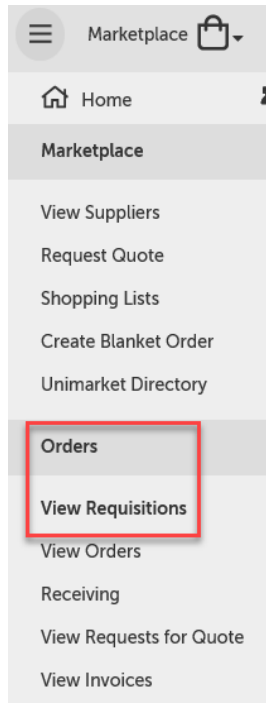 Marketplace
Home
Marketplace
View Suppliers
Request Quote
Shopping Lists
Create Blanket Order
Unimarket Directory
Orders
View Requisitions
View Orders
Receiving
View Requests for Quote
View Invoices